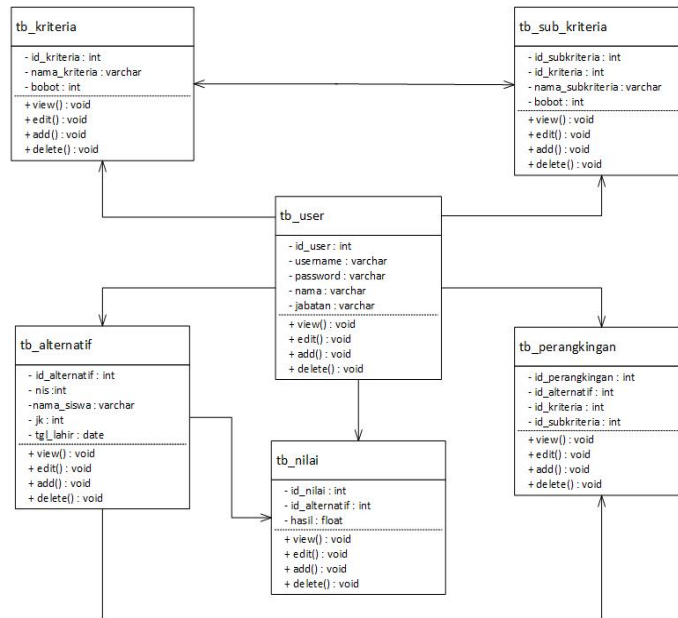 tb_kriteria
- id_kriteria : int
- nama_kriteria : varchar
- bobot : int
+ view() : void
+ edit() : void
+ add() : void
+ delete() : void
tb_sub_kriteria
- id_subkriteria : int
- id_kriteria : int
- nama_subkriteria : varchar
- bobot : int
+ view() : void
+ edit() : void
+ add() : void
+ delete() : void
tb_user
- id_user : int
- username : varchar
- password : varchar
- nama : varchar
- jabatan : varchar
+ view() : void
+ edit() : void
+ add() : void
+ delete() : void
tb_alternatif
- id_alternatif : int
- nis :int
-nama_siswa : varchar
- jk : int
- tgl_lahir : date
+ view() : void
+ edit() : void
+ add() : void
+ delete() : void
tb_perangkingan
- id_perangkingan : int
- id_alternatif : int
- id_kriteria : int
- id_subkriteria : int
+ view() : void
+ edit() : void
+ add() : void
+ delete() : void
tb_nilai
- id_nilai : int
- id_alternatif : int
- hasil : float
+ view() : void
+ edit() : void
+ add() : void
+ delete() : void